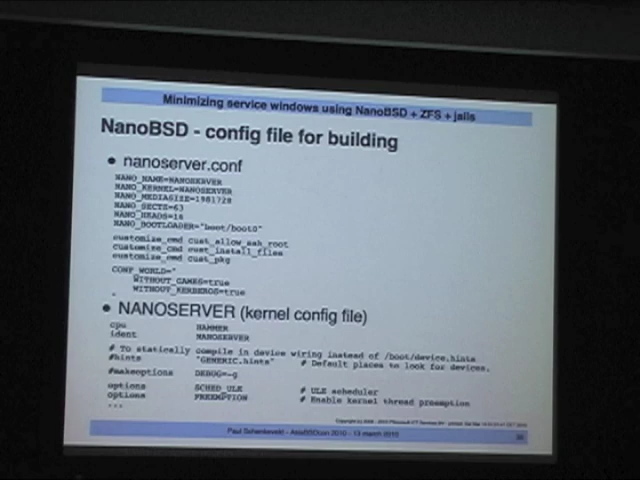 Minimizing service windows using NanoBSD + ZFS + jails
NanoBSD - config file for building
• nanoserver.conf
NANO_NAME=NANOSERVER
NANO_KERNEL=NANOSERVER
NANO_MEDIASIZE=1981728
NANO_SECTS=63
NANO_HEADS=16
NANO_BOOTLOADER="boot/boot0"
customize_cmd cust_allow_ssh_root
customize_cmd cust_install_files
customize_cmd cust_pkg
CONF_WORLD="
WITHOUT_GAMES=true
WITHOUT_KERBEROS=true
"
• NANOSERVER (kernel config file)
cpu HAMMER
ident NANOSERVER
# To statically compile in device wiring instead of /boot/device.hints
#hints "GENERIC.hints" # Default places to look for devices.
#makeoptions DEBUG=-g
options SCHED_ULE # ULE scheduler
options PREEMPTION # Enable kernel thread preemption
...
Paul Schenkeveld - AsiaBSDcon 2010 - 13 march 2010